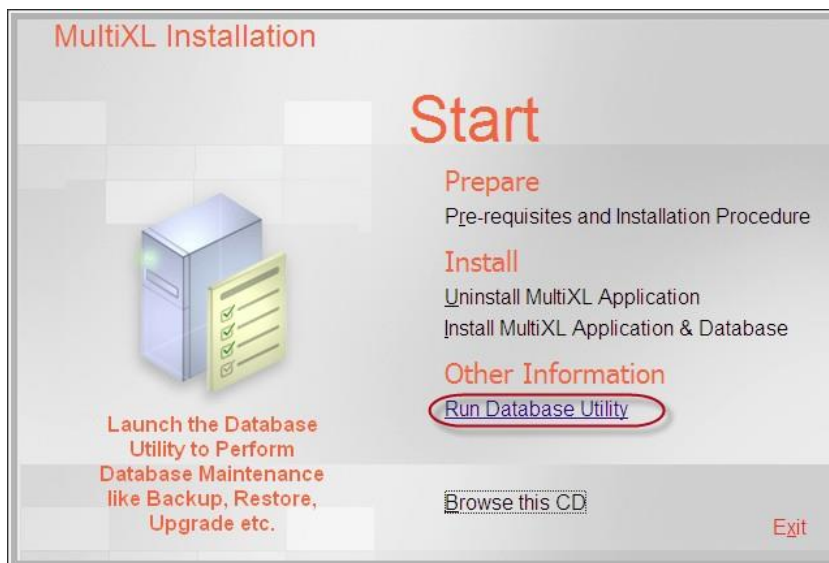 MultiXL Installation
Start
Prepare
Pre-requisites and Installation Procedure
Install
Uninstall MultiXL Application
Install MultiXL Application & Database
Other Information
Run Database Utility
Launch the Database
Utility to Perform
Database Maintenance
like Backup, Restore,
Upgrade etc.
Browse this CD
Exit